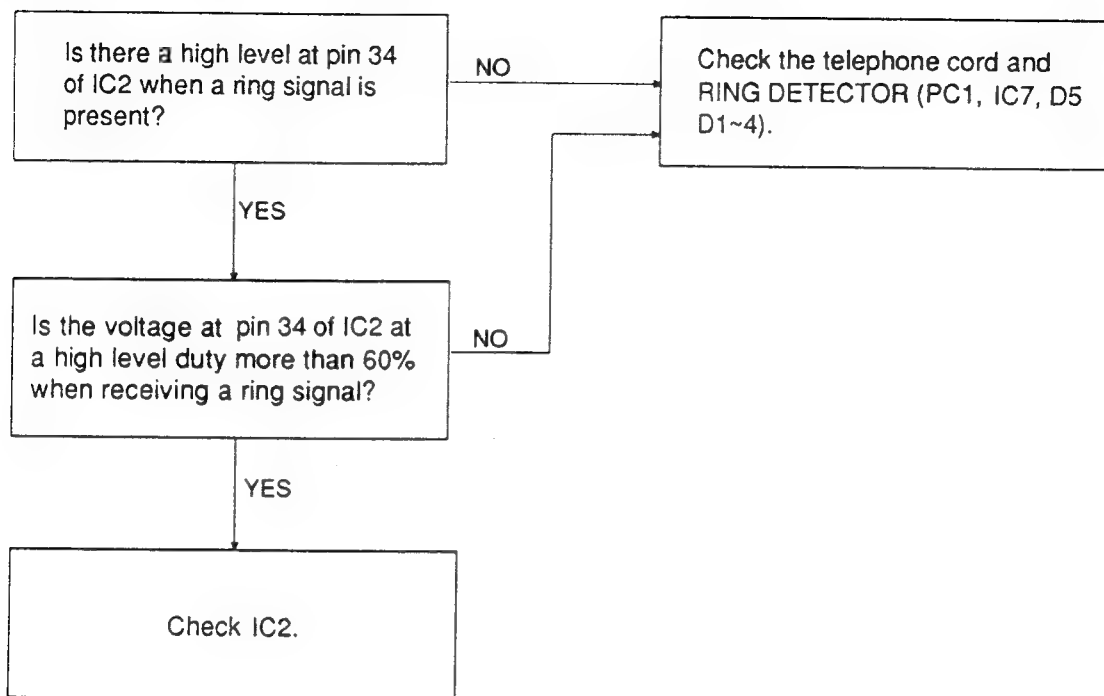 Is there a high level at pin 34
of IC2 when a ring signal is
present?
NO
Check the telephone cord and
RING DETECTOR (PC1, IC7, D5
D1~4).
YES
Is the voltage at pin 34 of IC2 at
a high level duty more than 60%
when receiving a ring signal?
NO
YES
Check IC2.